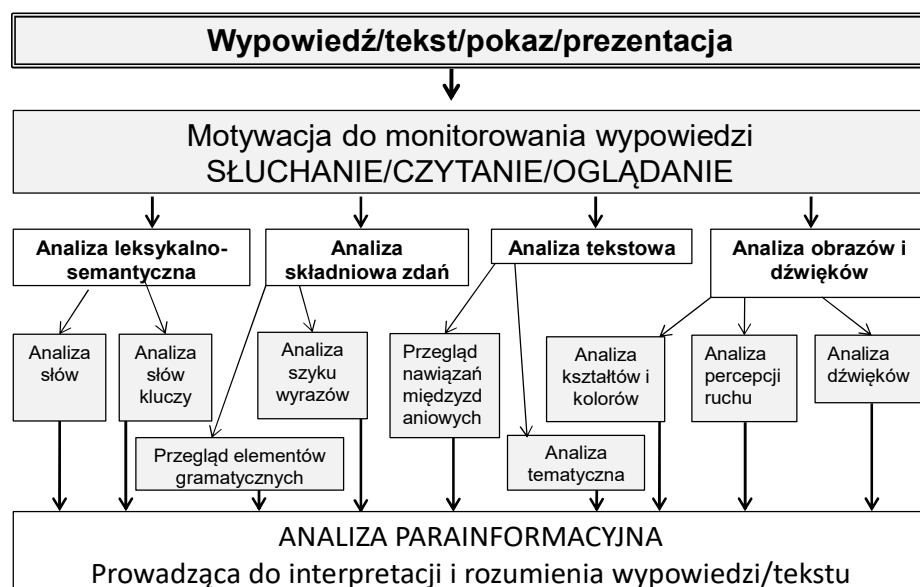 Wypowiedź/tekst/pokaz/prezentacja
Motywacja do monitorowania wypowiedzi
SŁUCHANIE/CZYTANIE/OGLĄDANIE
Analiza leksykalno-
semantyczna
Analiza
składniowa zdań
Analiza tekstowa
Analiza obrazów i
dźwięków
Analiza
słów
Analiza
słów
kluczy
Analiza
szyku
wyrazów
Przegląd
nawiązań
międzyzd
aniowych
Analiza
kształtów i
kolorów
Analiza
percepcji
ruchu
Analiza
dźwięków
Przegląd elementów
gramatycznych
Analiza
tematyczna
ANALIZA PARAINFORMACYJNA
Prowadząca do interpretacji i rozumienia wypowiedzi/tekstu